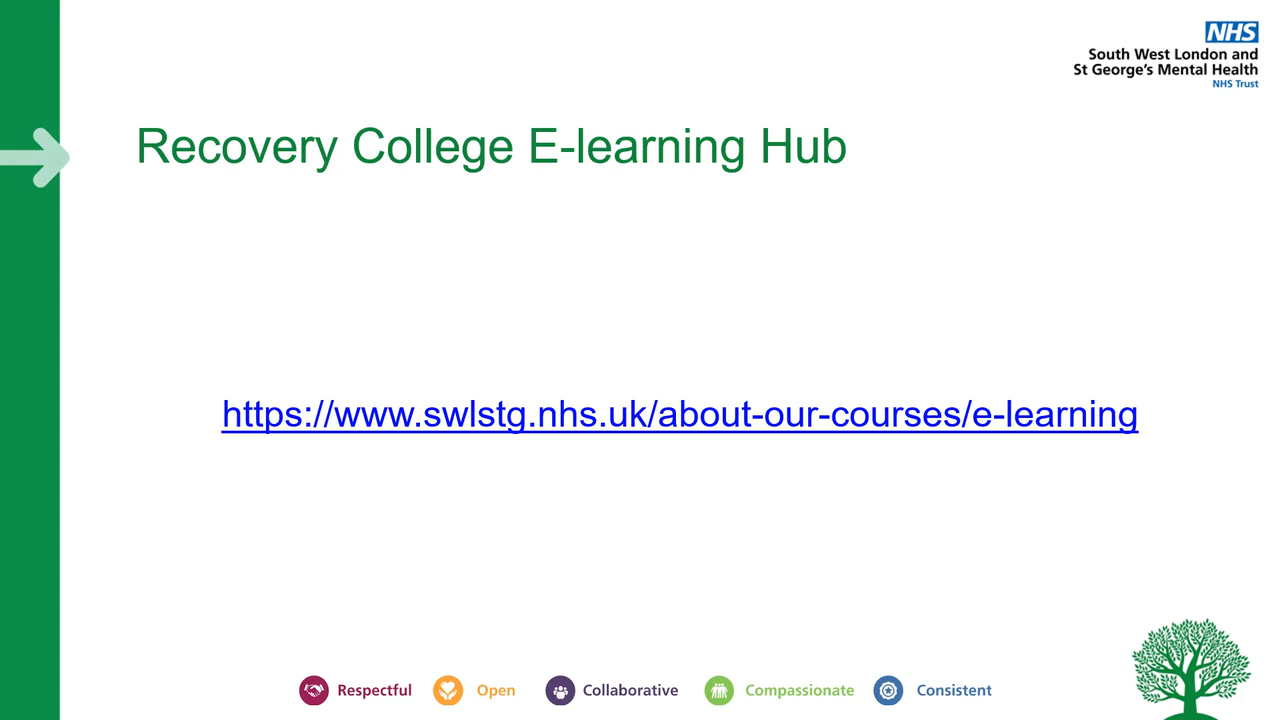 NHS
South West London and
St George's Mental Health
NHS Trust
Recovery College E-learning Hub
https://www.swlstg.nhs.uk/about-our-courses/e-learning
Respectful Open Collaborative Compassionate Consistent